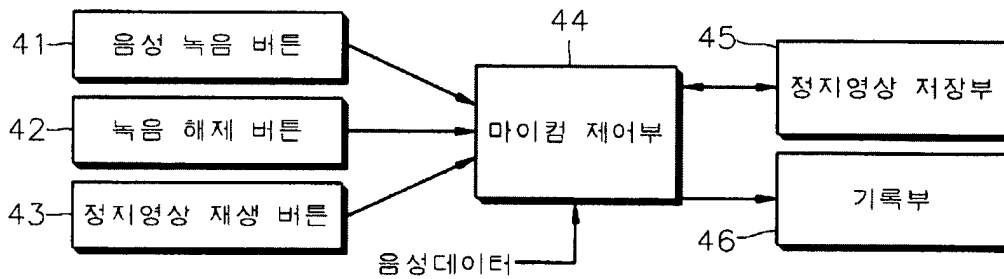 41
음성 녹음 버튼
42
녹음 해제 버튼
43
정지영상 재생 버튼
44
마이컴 제어부
음성데이터
45
정지영상 저장부
기록부
46